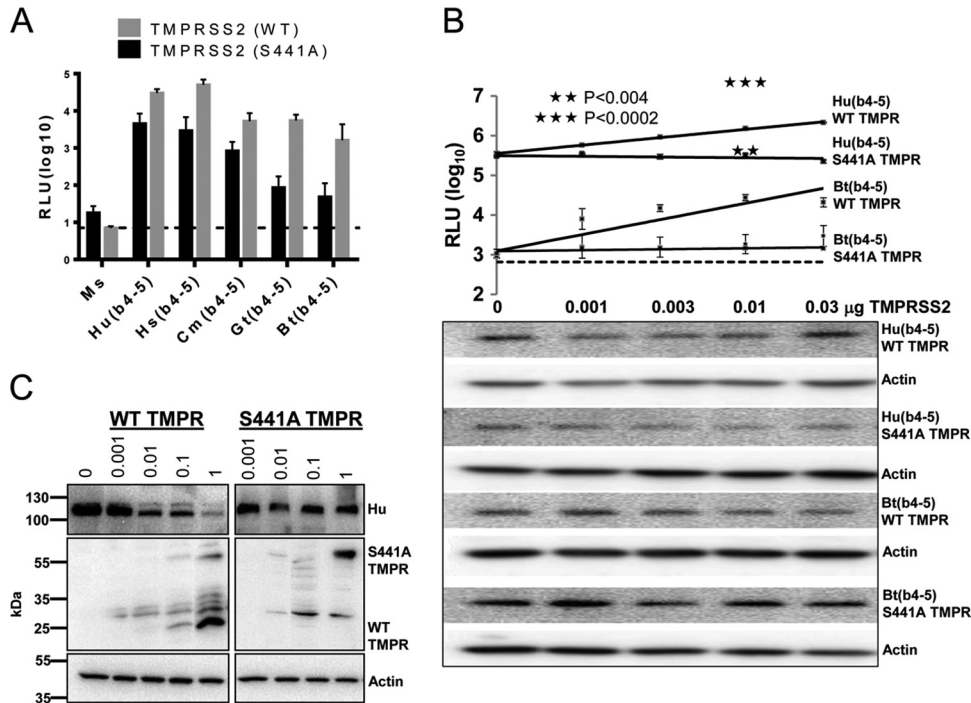 A
TMPRSS2 (WT)
TMPRSS2 (S441A)
RLU (log10)
5
4
3
2
1
0
Ms
Hu(b4-5)
Hs(b4-5)
Cm(b4-5)
Gt(b4-5)
Bt(b4-5)
B
★★ P<0.004
★★★ P<0.0002
★★★
★★
RLU (log10)
7
6
5
4
3
2
Hu(b4-5)
WT TMPR
Hu(b4-5)
S441A TMPR
Bt(b4-5)
WT TMPR
Bt(b4-5)
S441A TMPR
0 0.001 0.003 0.01 0.03 µg TMPRSS2
Hu(b4-5)
WT TMPR
Actin
Hu(b4-5)
S441A TMPR
Actin
Bt(b4-5)
WT TMPR
Actin
Bt(b4-5)
S441A TMPR
Actin
C
WT TMPR S441A TMPR
0 0.001 0.01 0.1 1 0.001 0.01 0.1 1
kDa
130
100
Hu
55
35
25
S441A
TMPR
WT
TMPR
55
35
Actin